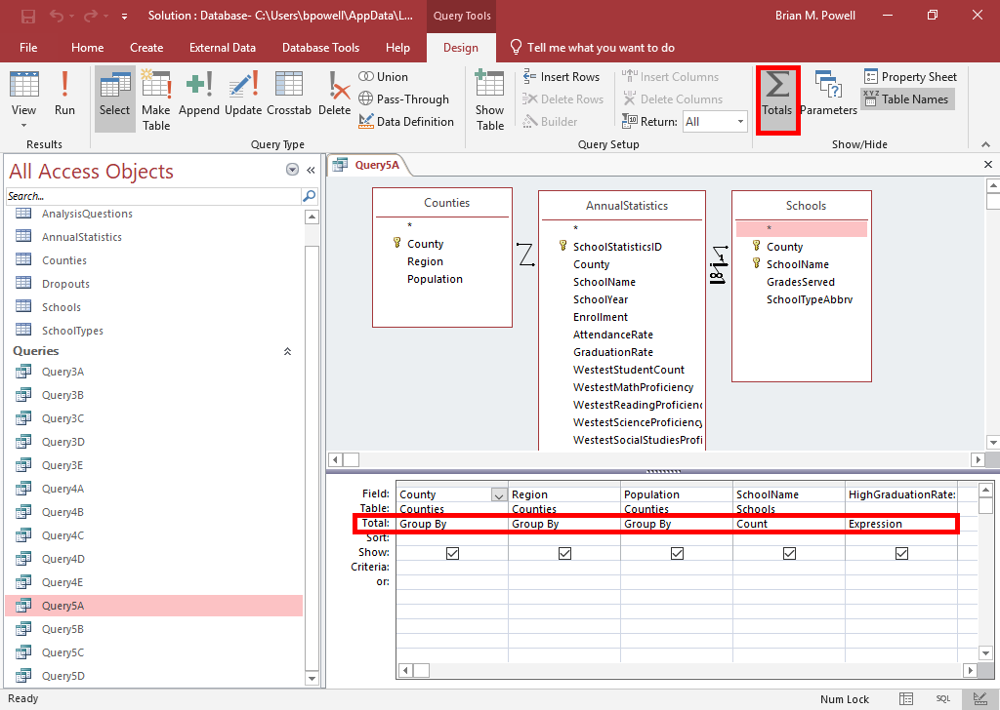 Solution : Database- C:\Users\bpowell\AppData\L...
Query Tools
Brian M. Powell
File
Home
Create
External Data
Database Tools
Help
Design
Tell me what you want to do
View
Run
Select
Make Table
Append
Update
Crosstab
Delete
Union
Pass-Through
Data Definition
Show Table
Insert Rows
Delete Rows
Builder
Insert Columns
Delete Columns
Return: All
Totals
Parameters
Property Sheet
Table Names
Results
Query Type
Query Setup
Show/Hide
All Access Objects
Search...
AnalysisQuestions
AnnualStatistics
Counties
Dropouts
Schools
SchoolTypes
Queries
Query3A
Query3B
Query3C
Query3D
Query3E
Query4A
Query4B
Query4C
Query4D
Query4E
Query5A
Query5B
Query5C
Query5D
Query5A
Counties
*
County
Region
Population
AnnualStatistics
*
SchoolStatisticsID
County
SchoolName
SchoolYear
Enrollment
AttendanceRate
GraduationRate
WestestStudentCount
WestestMathProficiency
WestestReadingProficienc
WestestScienceProficiency
WestestSocialStudiesProfi
1
∞
Schools
*
County
SchoolName
GradesServed
SchoolTypeAbbrv
Field: County Region Population SchoolName HighGraduationRate:
Table: Counties Counties Counties Schools
Total: Group By Group By Group By Count Expression
Sort:
Show:
Criteria:
or:
Ready
Num Lock
SQL